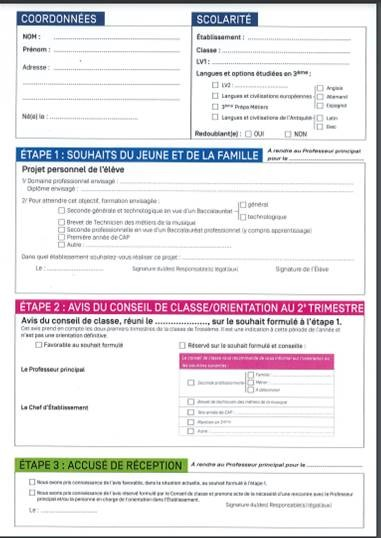 COORDONNÉES
NOM :
Prénom :
Adresse :
Né(e) le :
SCOLARITÉ
Établissement :
Classe :
LV1 :
Langues et options étudiées en 3ème :
LV2 :
Langues et civilisations européennes
Anglais
Allemand
Espagnol
3ème Prépa Métiers
Langues et civilisations de l'Antiquité
Latin
Grec
Redoublant(e) : OUI NON
ÉTAPE 1 : SOUHAITS DU JEUNE ET DE LA FAMILLE
À rendre au Professeur principal
pour le
Projet personnel de l'élève
1/ Domaine professionnel envisagé :
Diplôme envisagé :
2/ Pour atteindre cet objectif, formation envisagée :
Seconde générale et technologique en vue d'un Baccalauréat
général
technologique
Brevet de Technicien des métiers de la musique
Seconde professionnelle en vue d'un Baccalauréat professionnel (y compris apprentissage)
Première année de CAP
Autre :
Dans quel établissement souhaitez-vous réaliser ce projet :
Le : Signature du(des) Responsable(s) légal(aux) Signature de l'Élève
ÉTAPE 2 : AVIS DU CONSEIL DE CLASSE/ORIENTATION AU 2e TRIMESTRE
Avis du conseil de classe, réuni le ...................., sur le souhait formulé à l'étape 1.
Cet avis prend en compte les deux premiers trimestres de la classe de Troisième. Il est une indication à cette période de l'année et
n'est pas une orientation définitive.
Favorable au souhait formulé
Réservé sur le souhait formulé et conseille :
Le conseil de classe vous recommande de vous informer sur l'orientation ou
Le Professeur principal
Seconde professionnelle
Famille :
Métier :
À déterminer
Le Chef d'Établissement
Brevet de technicien des métiers de la musique
1ère année de CAP
Maintien en 3ème
Autre :
ÉTAPE 3 : ACCUSÉ DE RÉCEPTION
À rendre au Professeur principal pour le
Nous avons pris connaissance de l'avis favorable, dans la situation actuelle, au souhait formulé à l'étape 1.
Nous avons pris connaissance de l'avis réservé formulé par le Conseil de classe et prenons acte de la nécessité d'une rencontre avec le Professeur
principal et/ou la personne en charge de l'orientation dans l'Établissement.
Le : Signature du(des) Responsable(s) légal(aux)